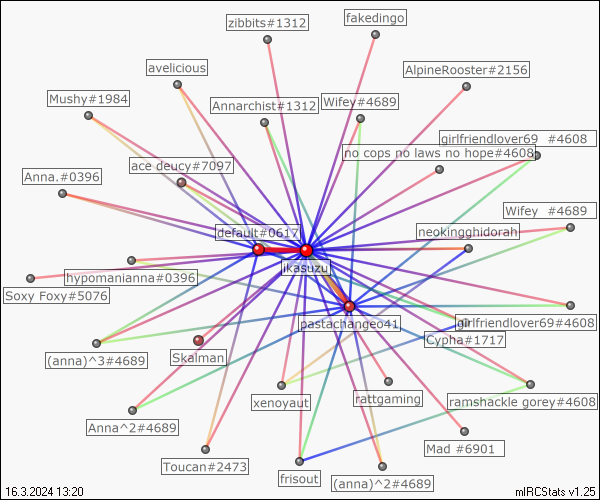 fakedingo
zibbits#1312
avelicious
AlpineRooster#2156
Mushy#1984
Annarchist#1312
Wifey#4689
girlfriendlover69 #4608
no cops no laws no hope#4608
ace deucy#7097
Anna.#0396
Wifey #4689
default#0617
neokingghidorah
ikasuzu
hypomanianna#0396
Soxy Foxy#5076
pastachangeo41
girlfriendlover69#4608
Cypha#1717
(anna)^3#4689
Skalman
xenoyaut
rattgaming
ramshackle gorey#4608
Anna^2#4689
Mad #6901
Toucan#2473
frisout
(anna)^2#4689
16.3.2024 13:20
mIRCStats v1.25